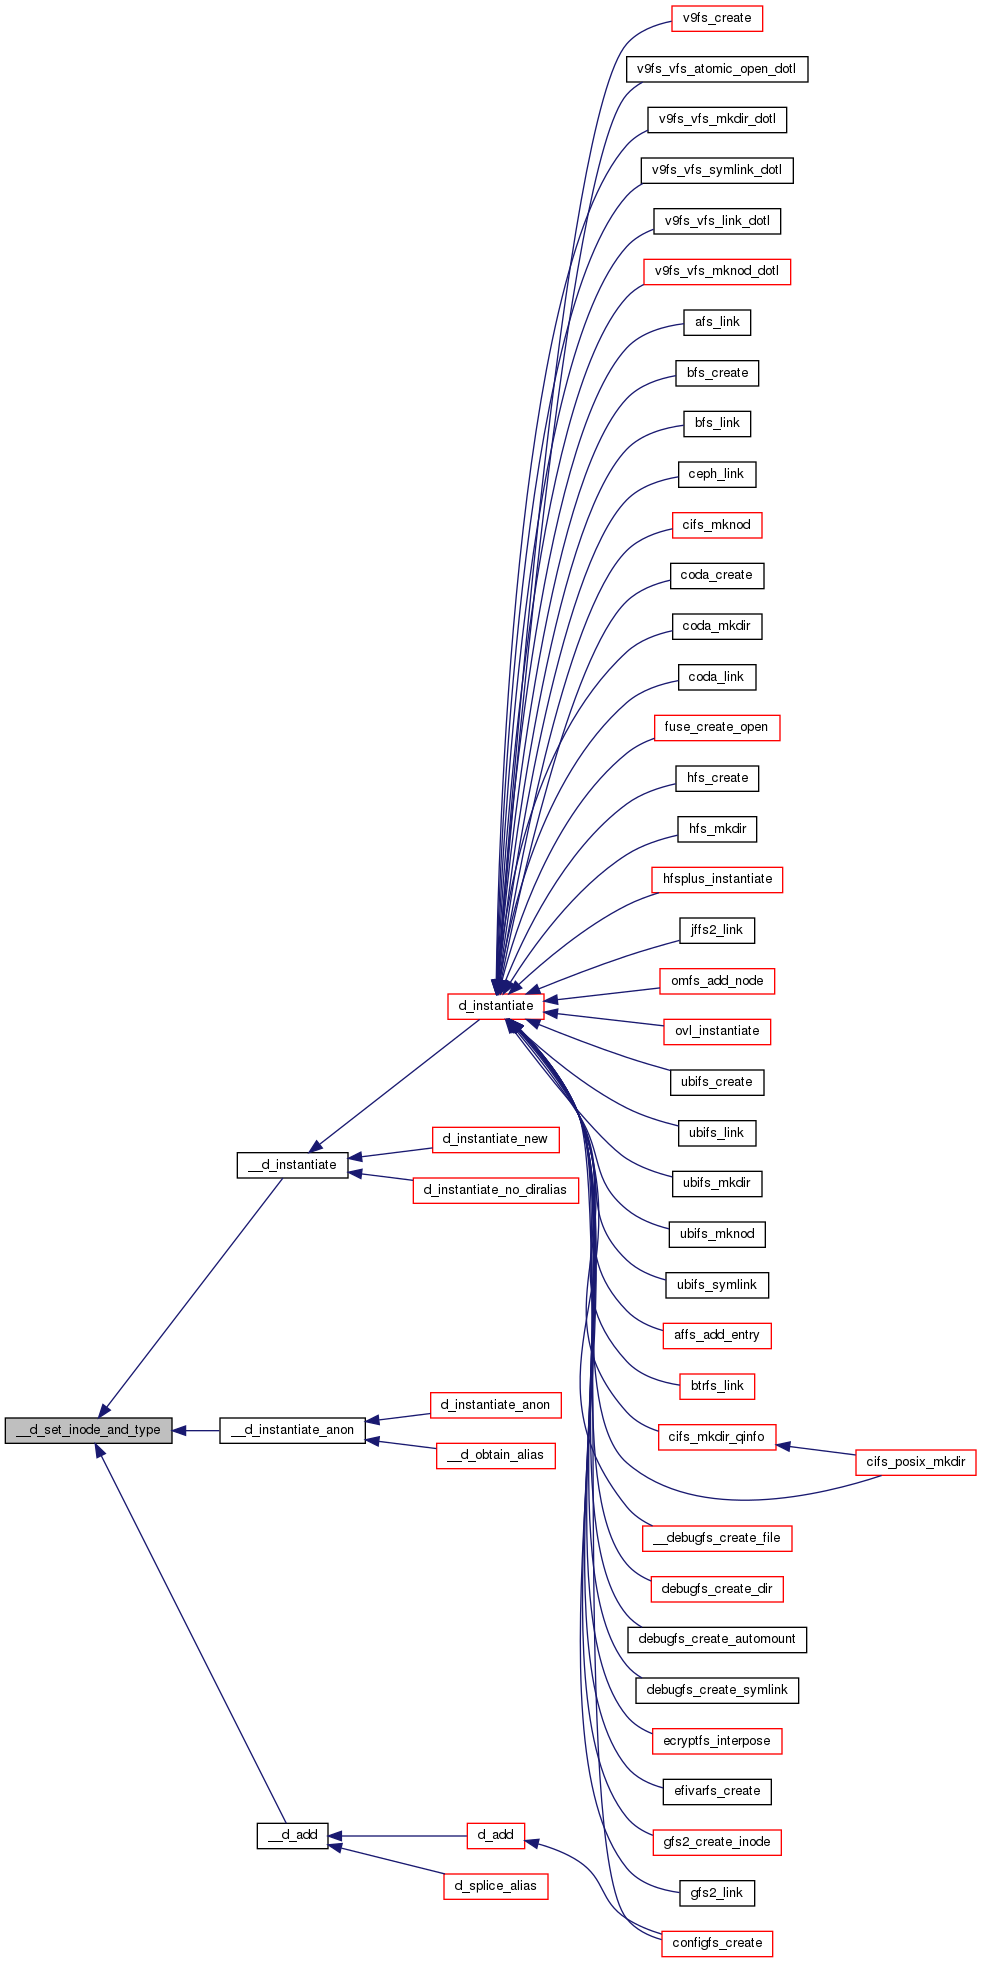 v9fs_create
v9fs_vfs_atomic_open_dotl
v9fs_vfs_mkdir_dotl
v9fs_vfs_symlink_dotl
v9fs_vfs_link_dotl
v9fs_vfs_mknod_dotl
afs_link
bfs_create
bfs_link
ceph_link
cifs_mknod
coda_create
coda_mkdir
coda_link
fuse_create_open
hfs_create
hfs_mkdir
hfsplus_instantiate
jffs2_link
omfs_add_node
d_instantiate
ovl_instantiate
ubifs_create
ubifs_link
d_instantiate_new
__d_instantiate
ubifs_mkdir
d_instantiate_no_diralias
ubifs_mknod
ubifs_symlink
affs_add_entry
btrfs_link
d_instantiate_anon
__d_set_inode_and_type
__d_instantiate_anon
cifs_mkdir_qinfo
__d_obtain_alias
cifs_posix_mkdir
__debugfs_create_file
debugfs_create_dir
debugfs_create_automount
debugfs_create_symlink
ecryptfs_interpose
efivarfs_create
__d_add
d_add
gfs2_create_inode
d_splice_alias
gfs2_link
configfs_create